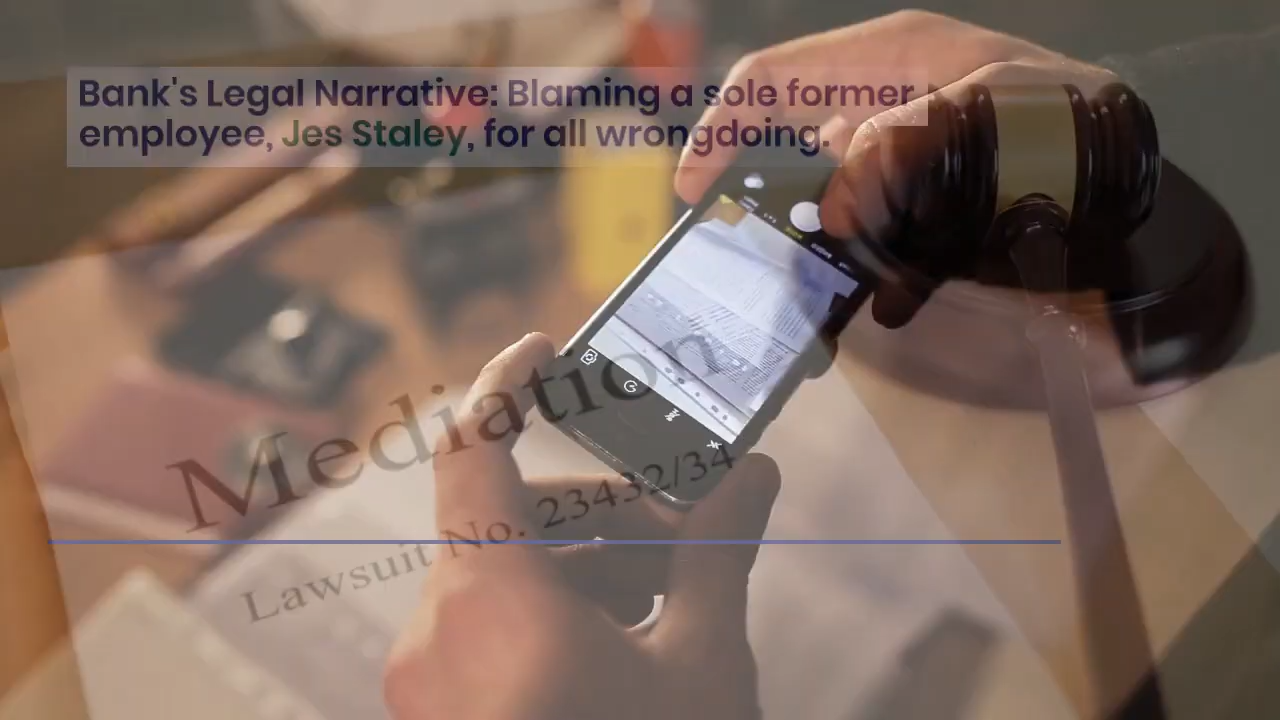 Bank's Legal Narrative: Blaming a sole former
employee, Jes Staley, for all wrongdoing.
Mediation
Lawsuit No. 23432/34